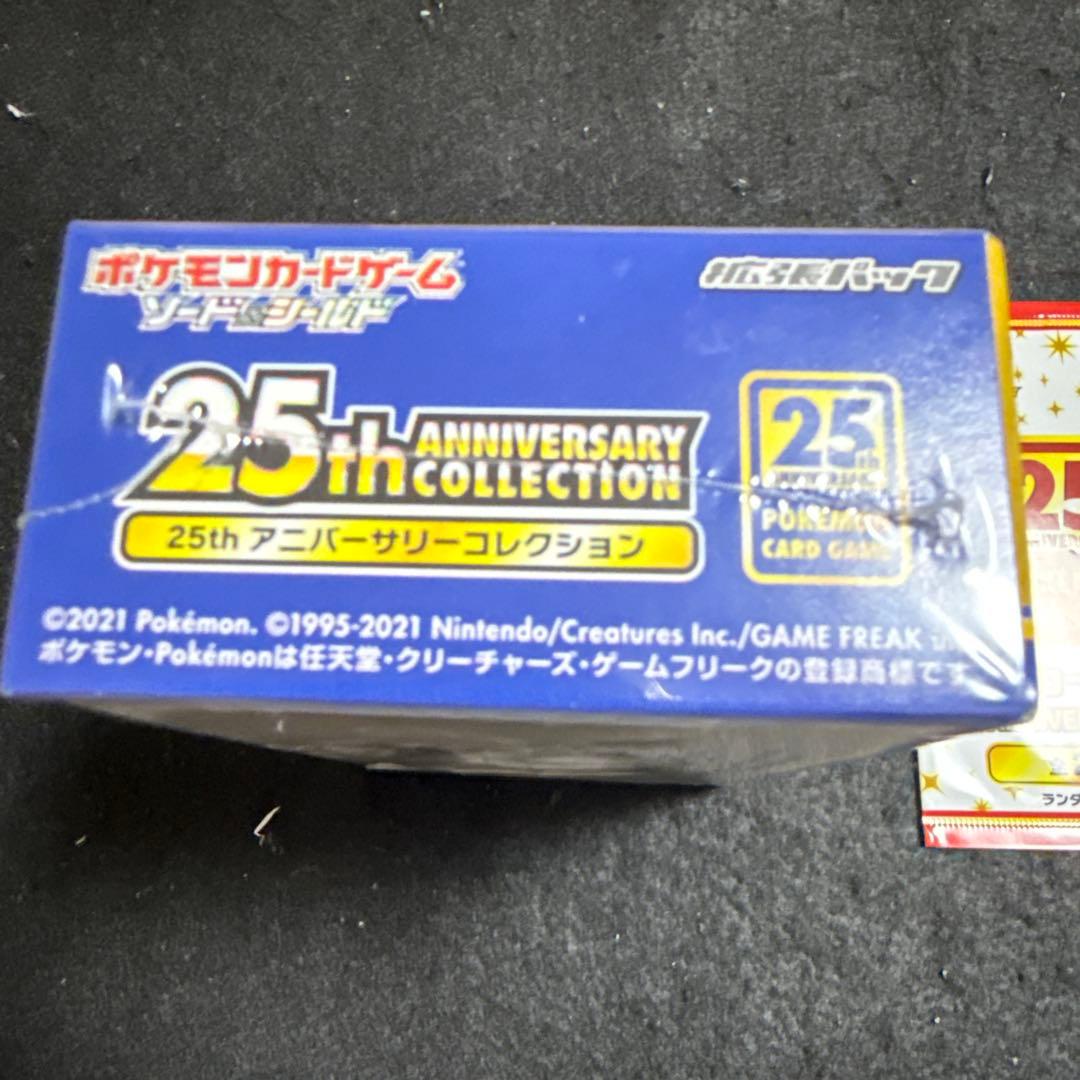 ポケモンカードゲーム
ソード&シールド
拡張パック
25th ANNIVERSARY
COLLECTION
25th アニバーサリーコレクション
25th
POKÉMON
CARD GAME
©2021 Pokémon. ©1995-2021 Nintendo/Creatures Inc./GAME FREAK
ポケモン・Pokémonは任天堂・クリーチャーズ・ゲームフリークの登録商標です
25
ランダ